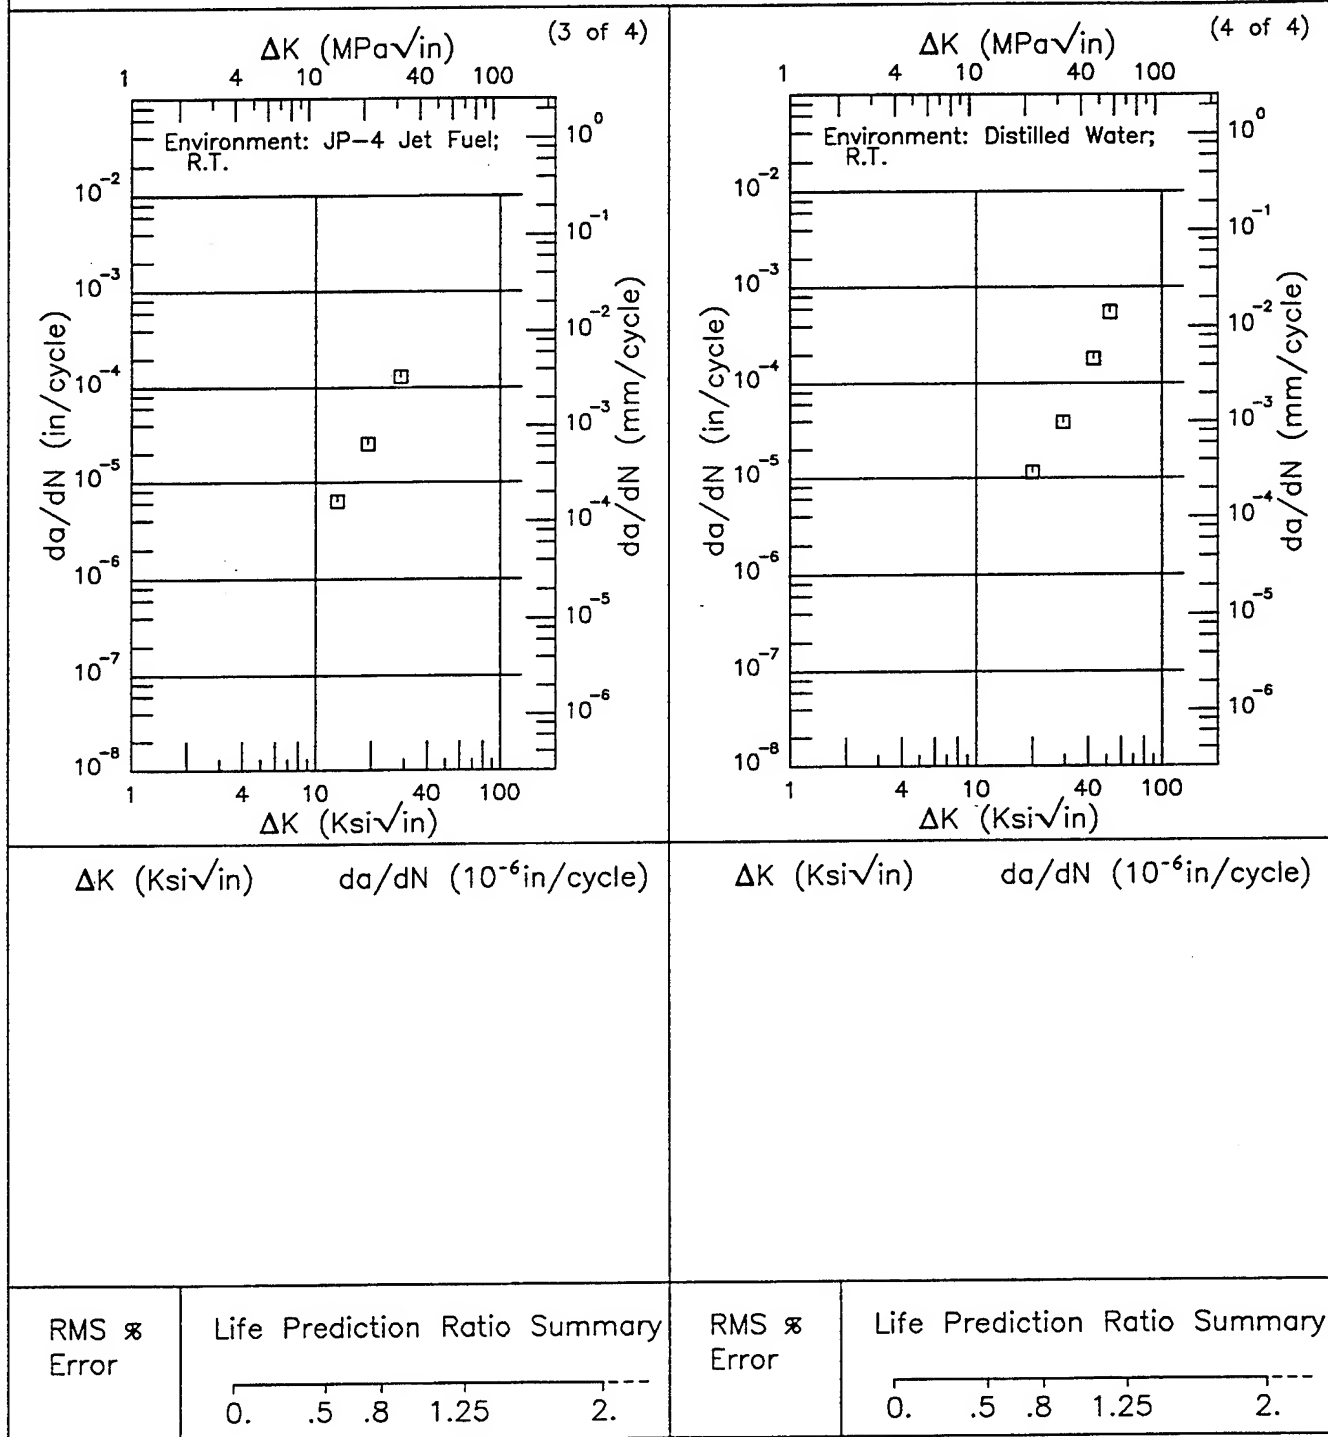 (3 of 4)
ΔK (MPa√in)
1 4 10 40 100
Environment: JP-4 Jet Fuel;
R.T.
da/dN (in/cycle)
10⁻²
10⁻³
10⁻⁴
10⁻⁵
10⁻⁶
10⁻⁷
10⁻⁸
da/dN (mm/cycle)
10⁰
10⁻¹
10⁻²
10⁻³
10⁻⁴
10⁻⁵
10⁻⁶
1 4 10 40 100
ΔK (Ksi√in)
(4 of 4)
ΔK (MPa√in)
1 4 10 40 100
Environment: Distilled Water;
R.T.
da/dN (in/cycle)
10⁻²
10⁻³
10⁻⁴
10⁻⁵
10⁻⁶
10⁻⁷
10⁻⁸
da/dN (mm/cycle)
10⁰
10⁻¹
10⁻²
10⁻³
10⁻⁴
10⁻⁵
10⁻⁶
1 4 10 40 100
ΔK (Ksi√in)
ΔK (Ksi√in) da/dN (10⁻⁶in/cycle)
ΔK (Ksi√in) da/dN (10⁻⁶in/cycle)
RMS %
Error
Life Prediction Ratio Summary
0. .5 .8 1.25 2.
RMS %
Error
Life Prediction Ratio Summary
0. .5 .8 1.25 2.